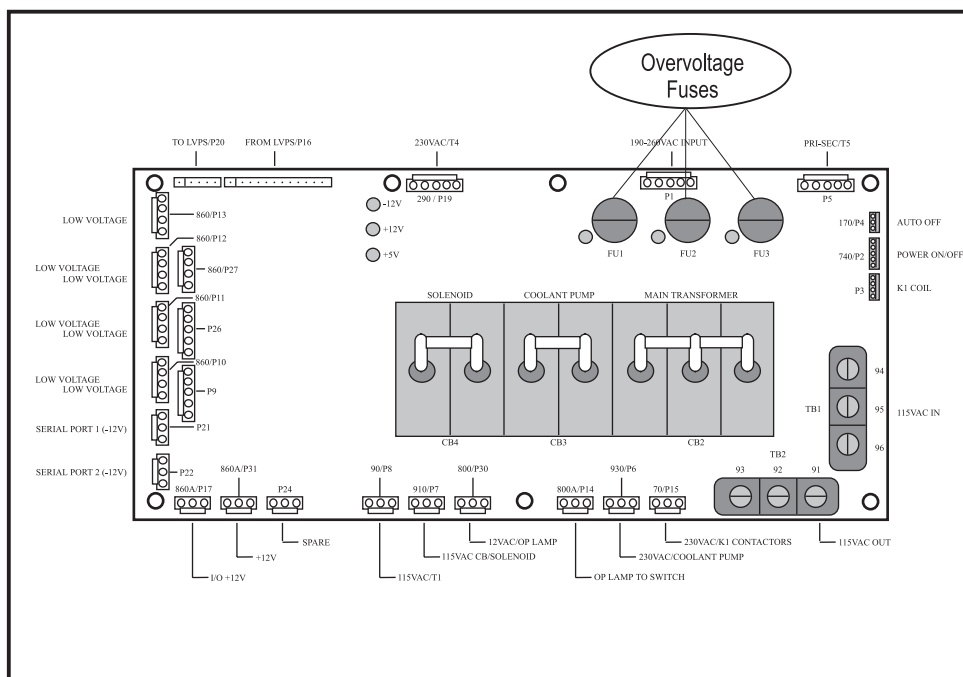 Overvoltage
Fuses
TO LVPS/P20
FROM LVPS/P16
230VAC/T4
190-260VAC INPUT
PRI-SEC/T5
290 / P19
P1
P5
LOW VOLTAGE
860/P13
-12V
+12V
+5V
FU1
FU2
FU3
170/P4
AUTO OFF
740/P2
POWER ON/OFF
P3
K1 COIL
860/P12
LOW VOLTAGE
LOW VOLTAGE
860/P27
860/P11
LOW VOLTAGE
LOW VOLTAGE
P26
860/P10
LOW VOLTAGE
LOW VOLTAGE
P9
SERIAL PORT 1 (-12V)
P21
SERIAL PORT 2 (-12V)
P22
SOLENOID
COOLANT PUMP
MAIN TRANSFORMER
CB4
CB3
CB2
94
TB1
95
115VAC IN
96
TB2
93
92
91
860A/P17
860A/P31
P24
90/P8
910/P7
800/P30
800A/P14
930/P6
70/P15
SPARE
+12V
I/O +12V
12VAC/OP LAMP
115VAC CB/SOLENOID
115VAC/T1
230VAC/K1 CONTACTORS
230VAC/COOLANT PUMP
OP LAMP TO SWITCH
115VAC OUT